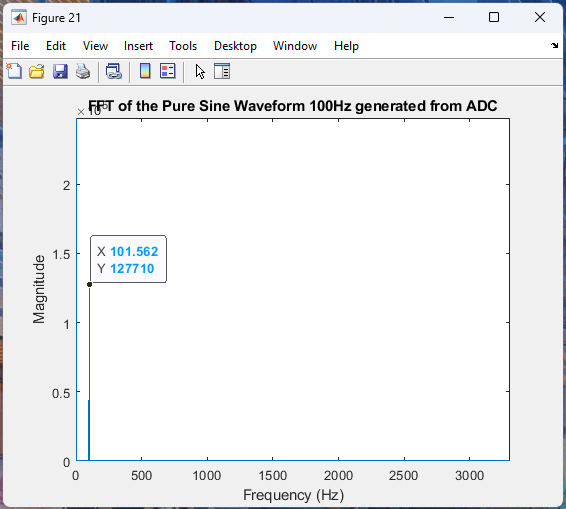 Figure 21
File Edit View Insert Tools Desktop Window Help
FFT of the Pure Sine Waveform 100Hz generated from ADC
× 10
2
1.5
1
0.5
0
X 101.562
Y 127710
Magnitude
0 500 1000 1500 2000 2500 3000
Frequency (Hz)